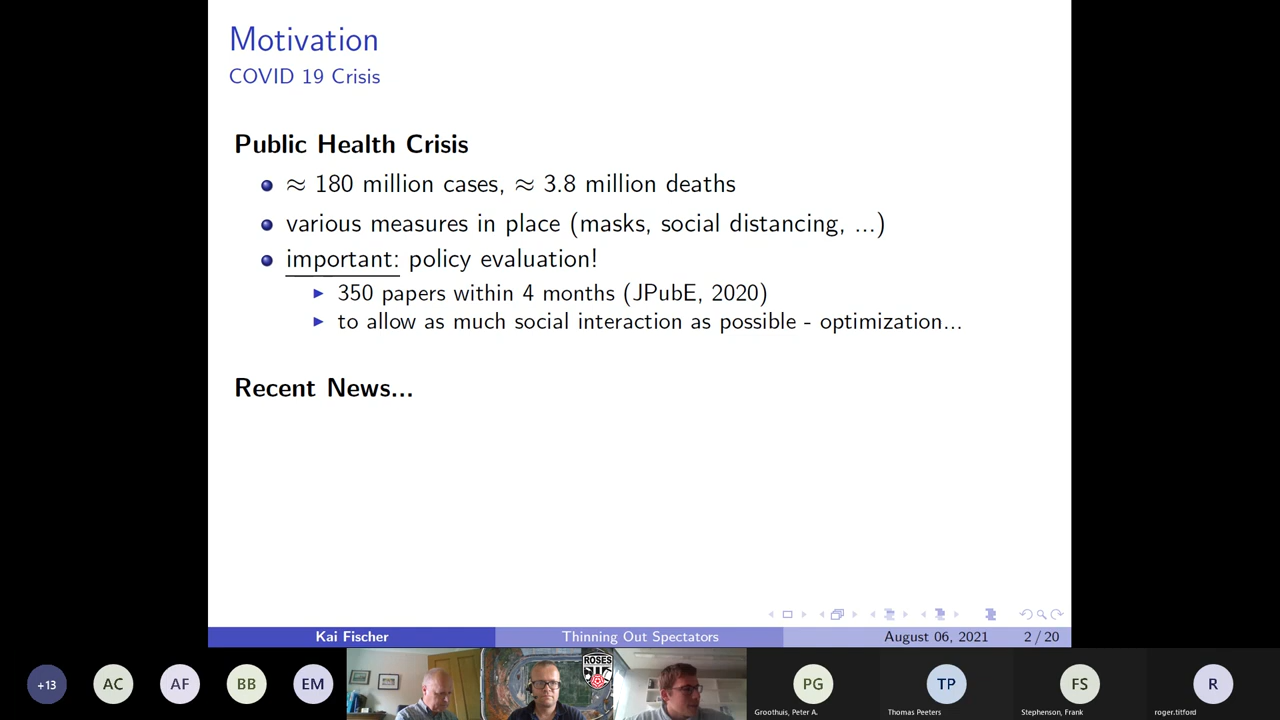 Motivation
COVID 19 Crisis
Public Health Crisis
≈ 180 million cases, ≈ 3.8 million deaths
various measures in place (masks, social distancing, ...)
important: policy evaluation!
350 papers within 4 months (JPubE, 2020)
to allow as much social interaction as possible - optimization...
Recent News...
Kai Fischer
Thinning Out Spectators
August 06, 2021
2 / 20
+13
AC
AF
BB
EM
ROSES
PG
TP
FS
R
Groothuis, Peter A.
Thomas Peeters
Stephenson, Frank
roger.titford